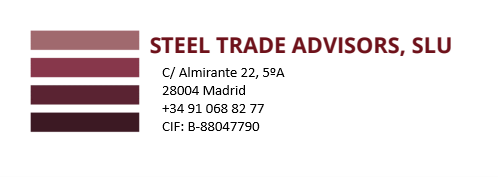 STEEL TRADE ADVISORS, SLU
C/ Almirante 22, 5ºA
28004 Madrid
+34 91 068 82 77
CIF: B-88047790